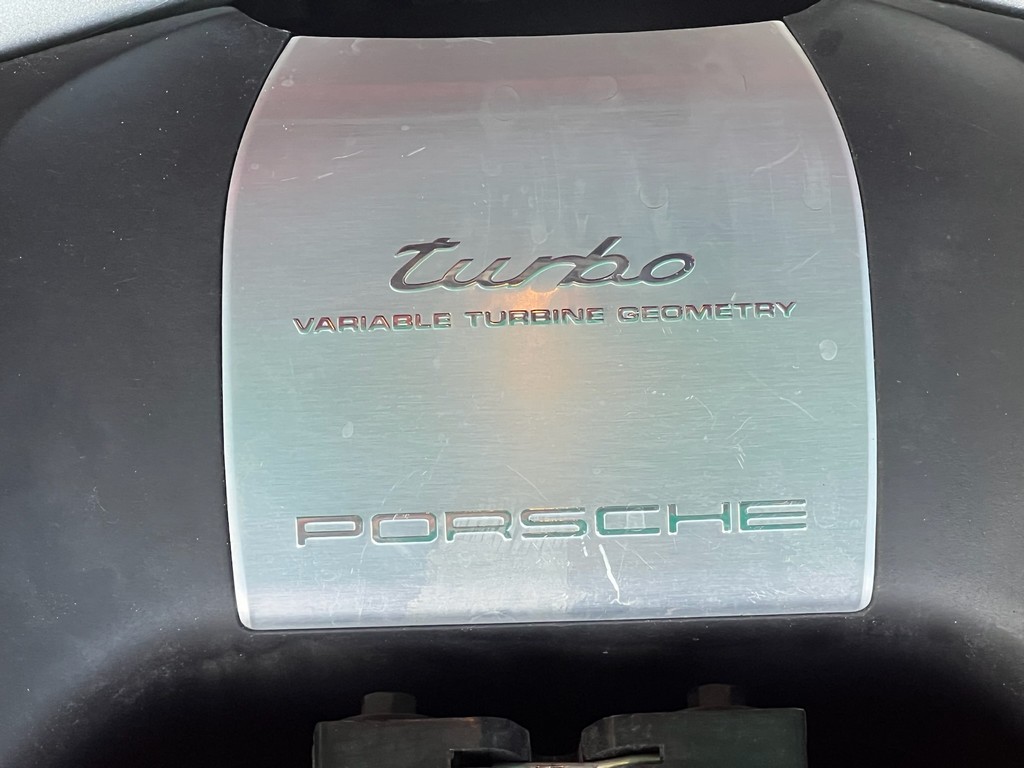 turbo
VARIABLE TURBINE GEOMETRY
PORSCHE